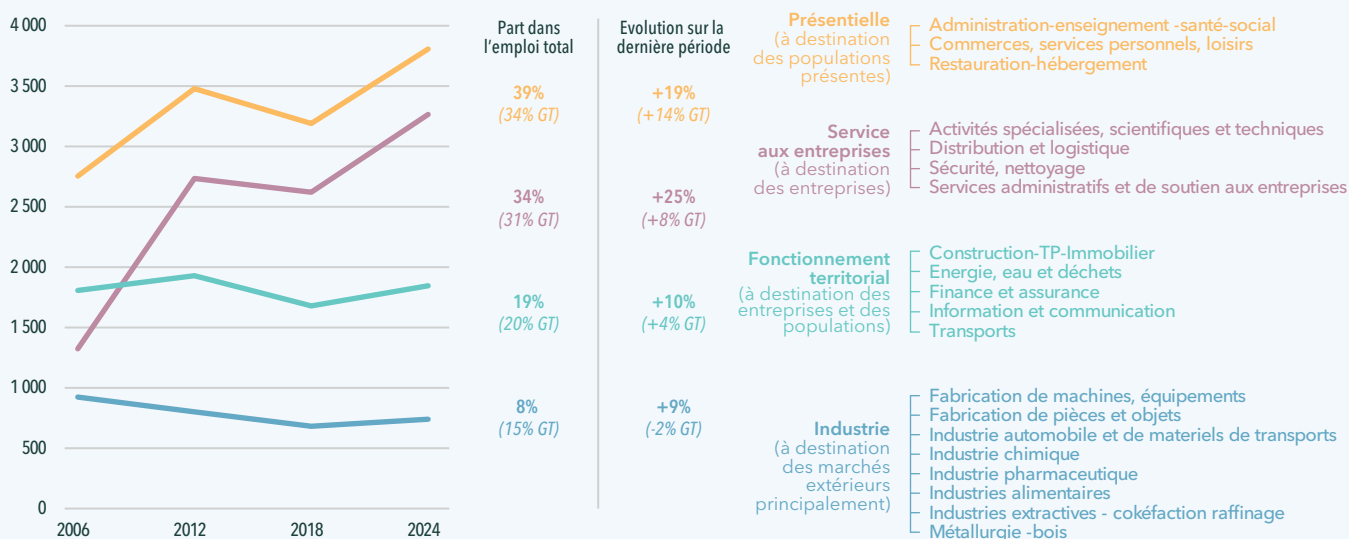 4 000
3 500
3 000
2 500
2 000
1 500
1 000
500
0
2006
2012
2018
2024
Part dans
l'emploi total
39%
(34% GT)
34%
(31% GT)
19%
(20% GT)
8%
(15% GT)
Evolution sur la
dernière période
+19%
(+14% GT)
+25%
(+8% GT)
+10%
(+4% GT)
+9%
(-2% GT)
Présentielle
(à destination
des populations
présentes)
Administration-enseignement -santé-social
Commerces, services personnels, loisirs
Restauration-hébergement
Service
aux entreprises
(à destination
des entreprises)
Activités spécialisées, scientifiques et techniques
Distribution et logistique
Sécurité, nettoyage
Services administratifs et de soutien aux entreprises
Fonctionnement
territorial
(à destination des
entreprises et des
populations)
Construction-TP-Immobilier
Energie, eau et déchets
Finance et assurance
Information et communication
Transports
Industrie
(à destination
des marchés
extérieurs
principalement)
Fabrication de machines, équipements
Fabrication de pièces et objets
Industrie automobile et de materiels de transports
Industrie chimique
Industrie pharmaceutique
Industries alimentaires
Industries extractives - cokéfaction raffinage
Métallurgie -bois